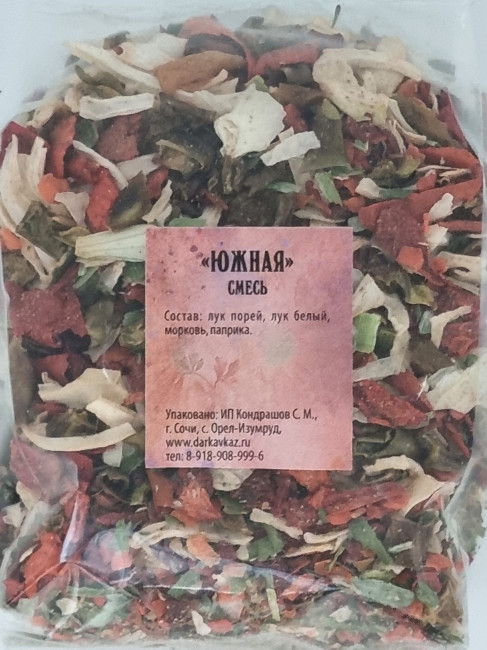 «ЮЖНАЯ»
СМЕСЬ
Состав: лук порей, лук белый,
морковь, паприка.
Упаковано: ИП Кондрашов С. М.,
г. Сочи, с. Орел-Изумруд,
www.darkavkaz.ru
тел: 8-918-908-999-6